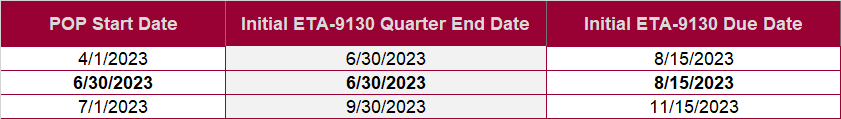 POP Start Date Initial ETA-9130 Quarter End Date Initial ETA-9130 Due Date
4/1/2023 6/30/2023 8/15/2023
6/30/2023 6/30/2023 8/15/2023
7/1/2023 9/30/2023 11/15/2023